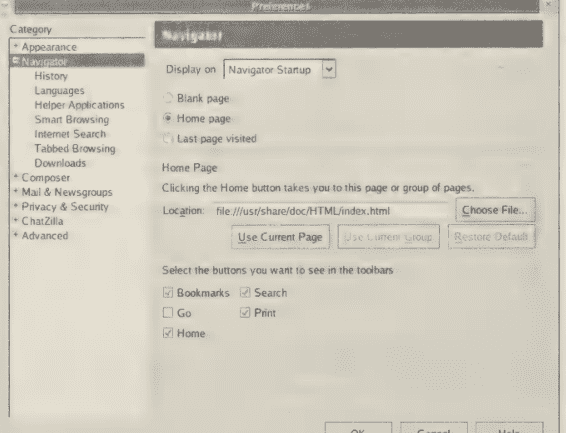 Preferences
Category
Appearance
Navigator
History
Languages
Helper Applications
Smart Browsing
Internet Search
Tabbed Browsing
Downloads
Composer
Mail & Newsgroups
Privacy & Security
ChatZilla
Advanced
Navigator
Display on Navigator Startup
Blank page
Home page
Last page visited
Home Page
Clicking the Home button takes you to this page or group of pages.
Location: file:///usr/share/doc/HTML/index.html Choose File...
Use Current Page Use Current Group Restore Default
Select the buttons you want to see in the toolbars
Bookmarks Search
Go Print
Home
OK Cancel Help